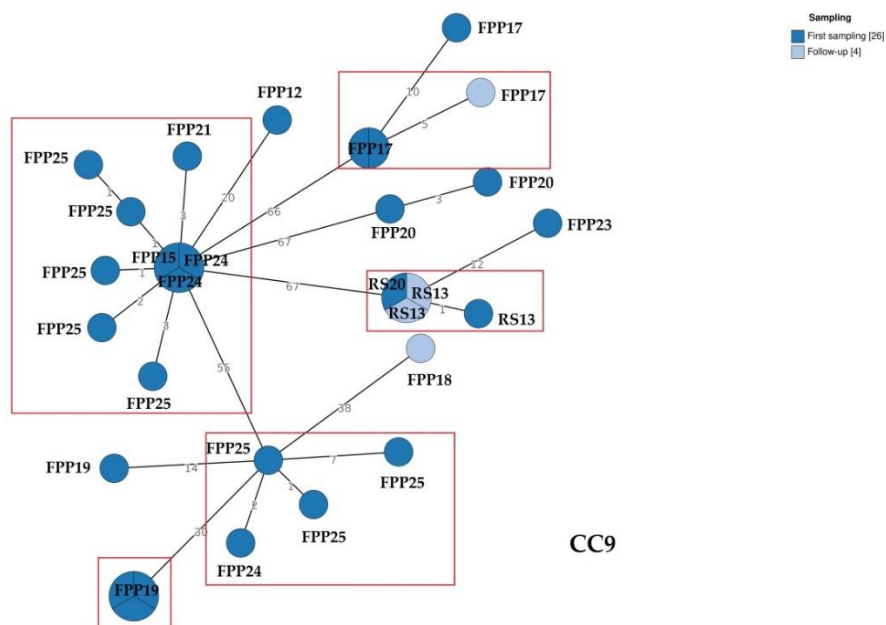 Sampling
First sampling [26]
Follow-up [4]
FPP17
10
FPP17
5
FPP17
FPP12
20
FPP21
3
FPP25
1
FPP25
1
FPP15
FPP24
FPP24
66
FPP20
3
FPP20
67
FPP23
12
FPP25
1
67
RS20
RS13
RS13
1
RS13
FPP25
2
FPP25
3
55
FPP18
38
FPP25
FPP19
14
7
FPP25
1
FPP25
2
FPP24
30
FPP19
CC9